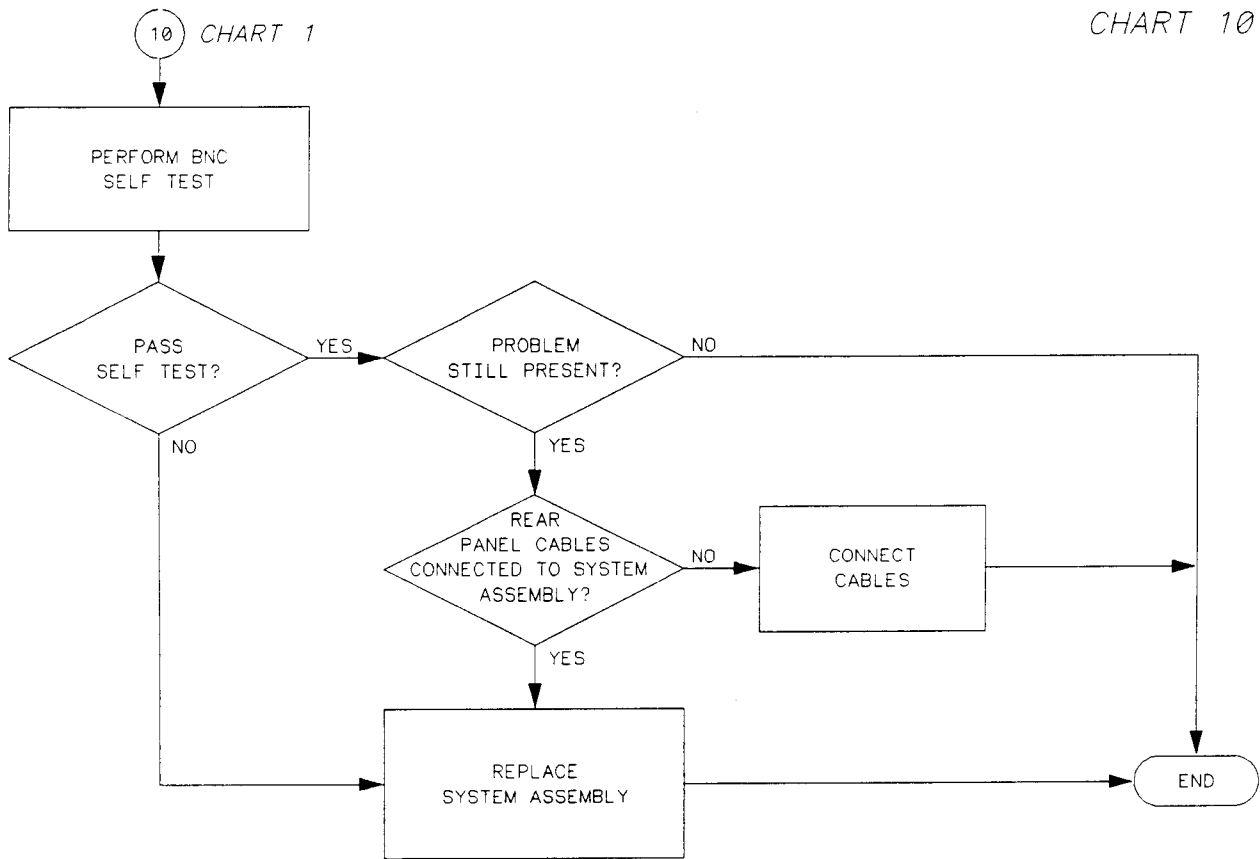 10 CHART 1
CHART 10
PERFORM BNC
SELF TEST
PASS
SELF TEST?
YES
NO
PROBLEM
STILL PRESENT?
NO
YES
REAR
PANEL CABLES
CONNECTED TO SYSTEM
ASSEMBLY?
NO
YES
CONNECT
CABLES
REPLACE
SYSTEM ASSEMBLY
END